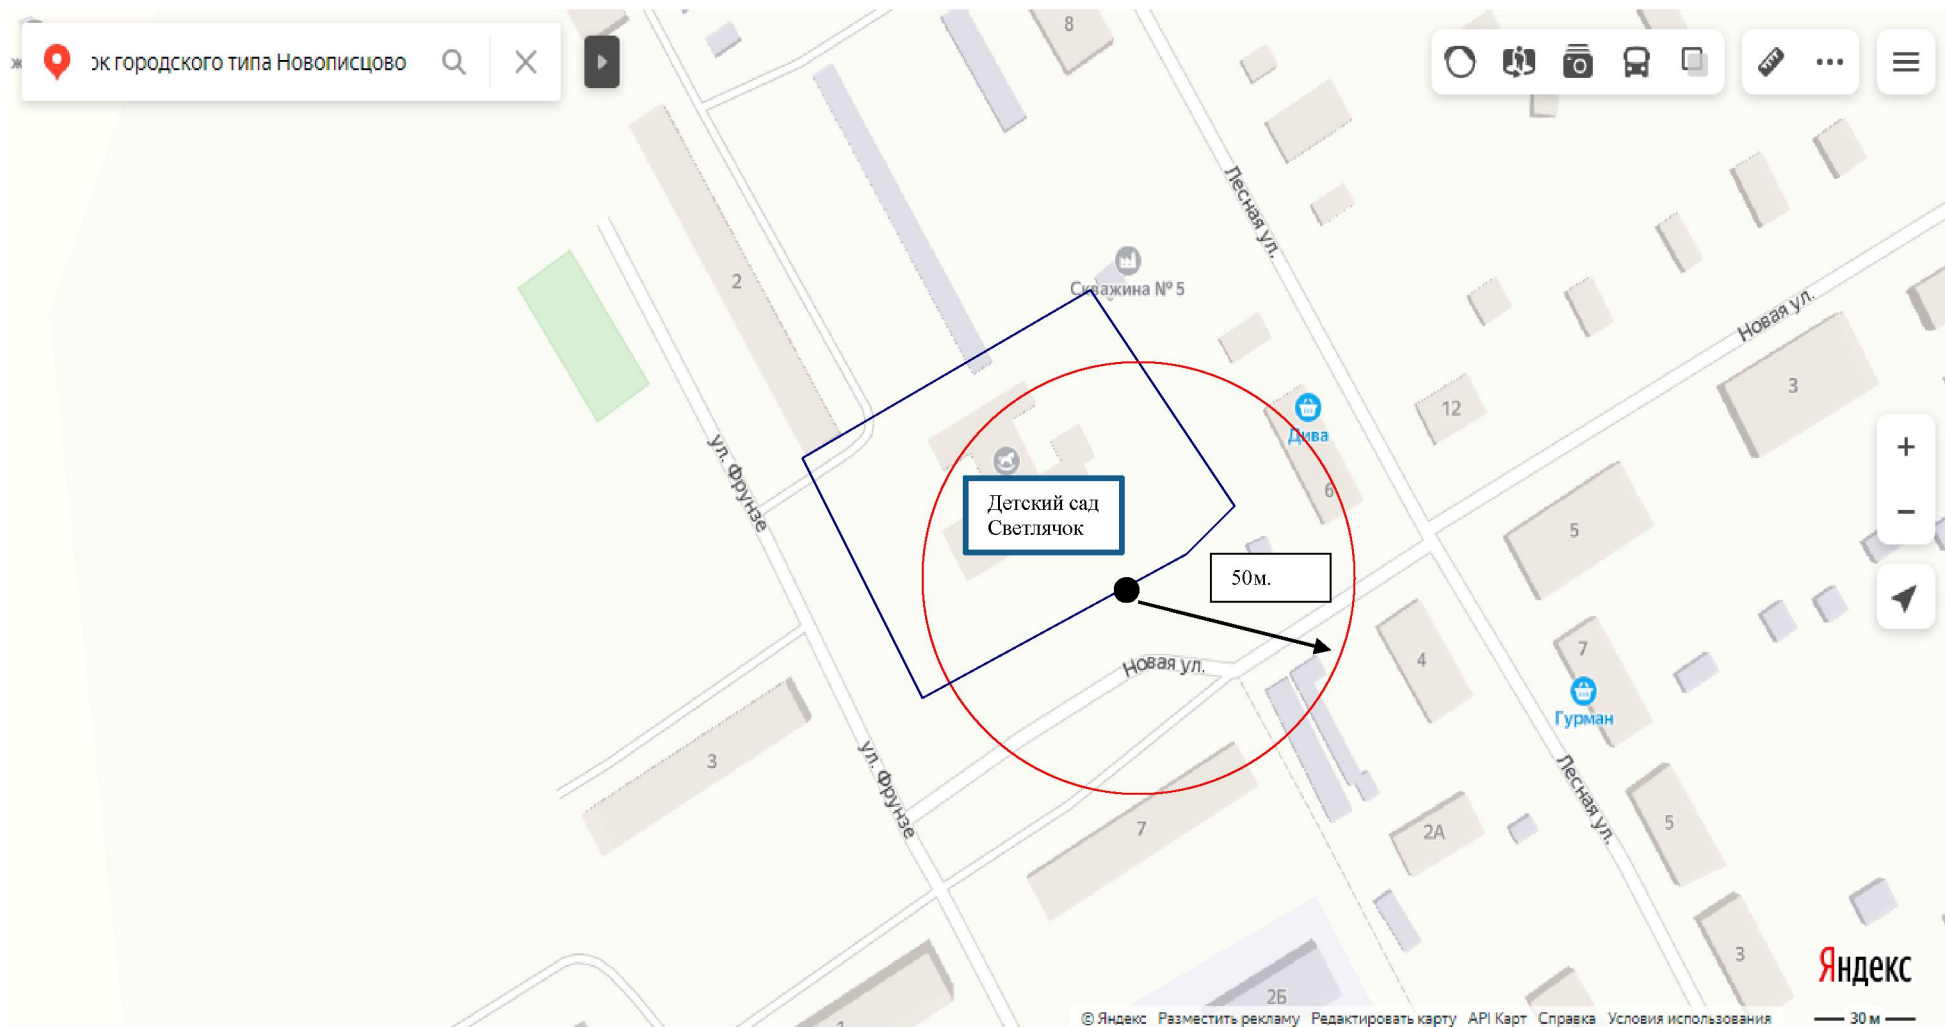 ж
ок городского типа Новописцово
8
Лесная ул.
2
Скважина № 5
Новая ул.
3
12
Дива
6
ул. Фрунзе
Детский сад
Светлячок
5
50м.
Новая ул.
4
7
Гурман
3
ул. Фрунзе
Лесная ул.
7
2А
5
3
2Б
1
Яндекс
© Яндекс Разместить рекламу Редактировать карту API Карт Справка Условия использования
30 м